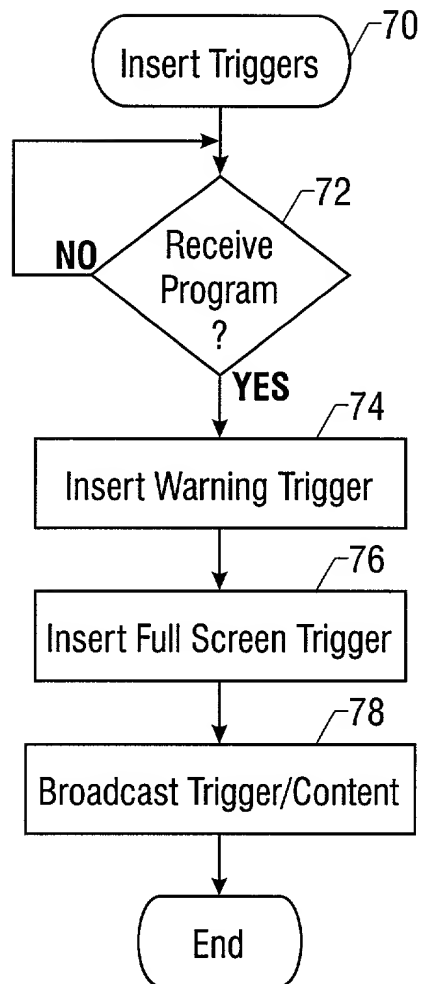 Insert Triggers
70
72
Receive
Program
?
NO
YES
74
Insert Warning Trigger
76
Insert Full Screen Trigger
78
Broadcast Trigger/Content
End